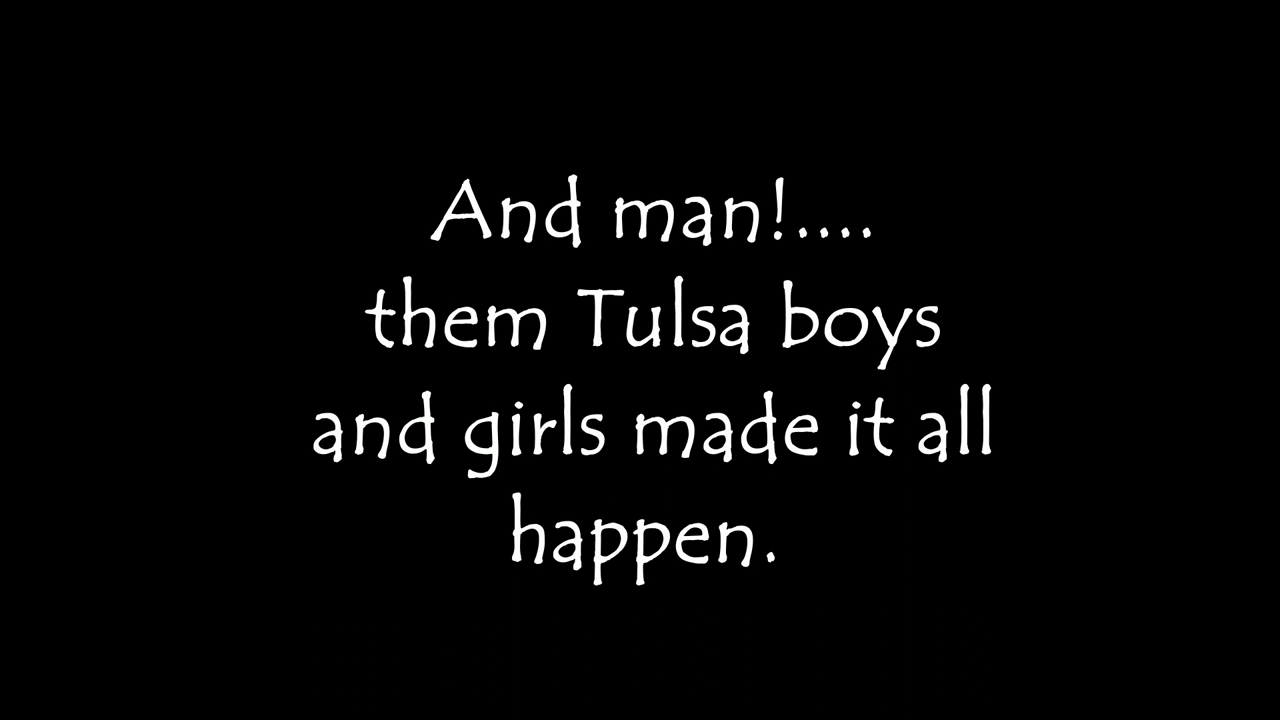 And man!....
them Tulsa boys
and girls made it all
happen.